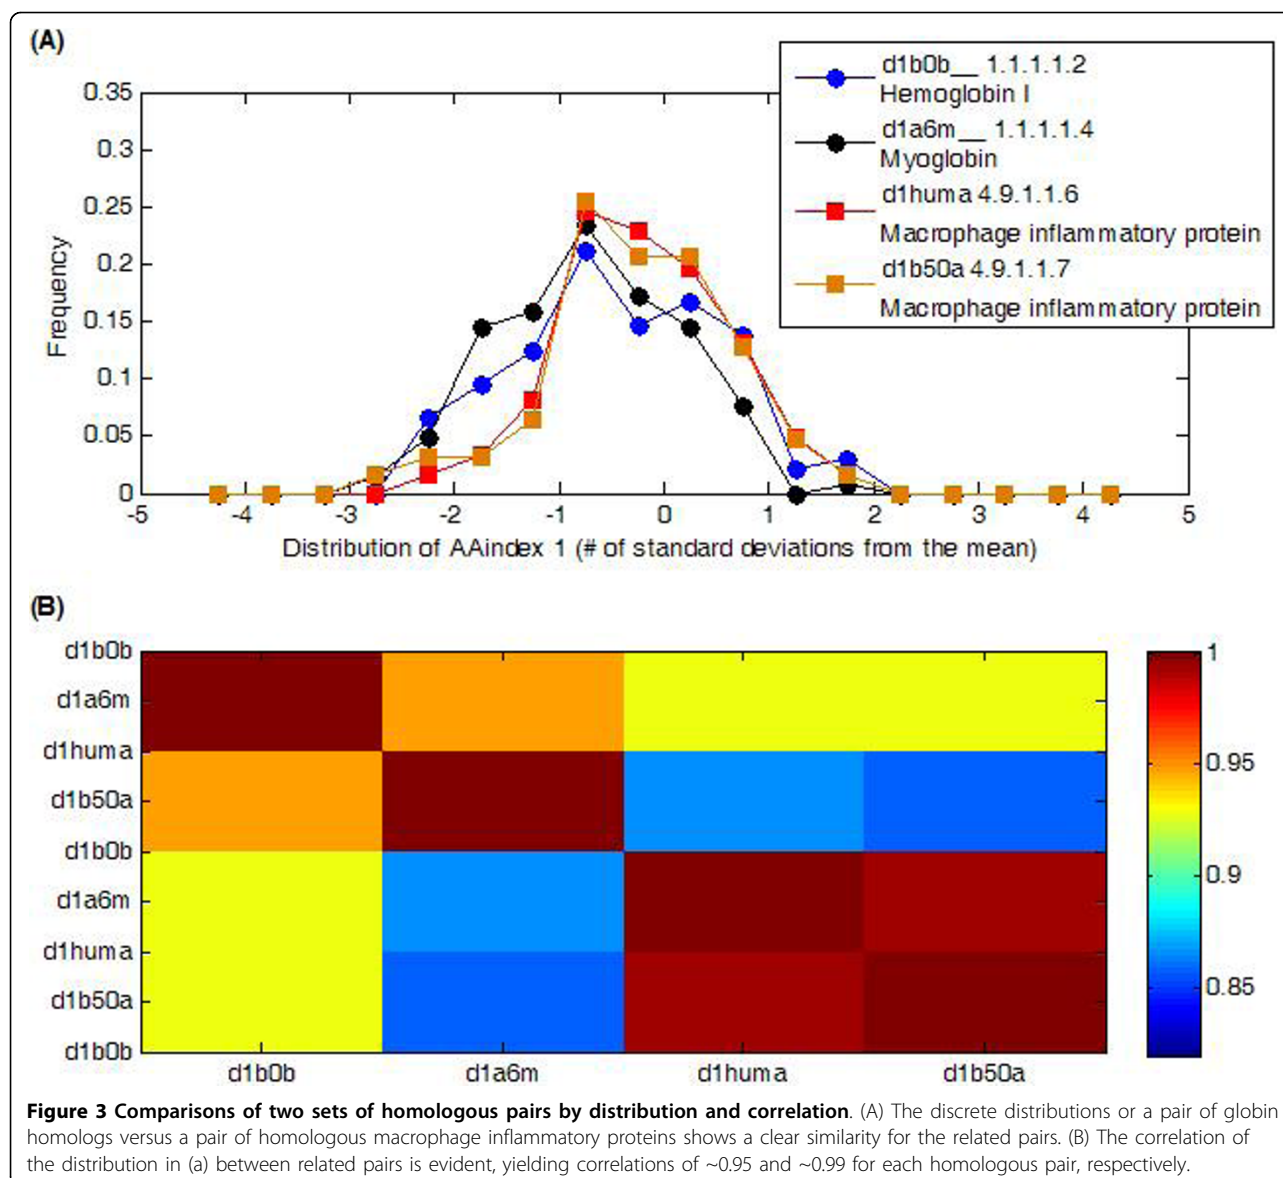 (A)
d1b0b__ 1.1.1.1.2
Hemoglobin I
d1a6m__ 1.1.1.1.4
Myoglobin
d1huma 4.9.1.1.6
Macrophage inflammatory protein
d1b50a 4.9.1.1.7
Macrophage inflammatory protein
0.35
0.3
0.25
0.2
0.15
0.1
0.05
0
Frequency
-5 -4 -3 -2 -1 0 1 2 3 4 5
Distribution of AAindex 1 (# of standard deviations from the mean)
(B)
d1b0b
d1a6m
d1huma
d1b50a
d1b0b
d1a6m
d1huma
d1b50a
d1b0b
d1b0b d1a6m d1huma d1b50a
1
0.95
0.9
0.85
Figure 3 Comparisons of two sets of homologous pairs by distribution and correlation. (A) The discrete distributions or a pair of globin
homologs versus a pair of homologous macrophage inflammatory proteins shows a clear similarity for the related pairs. (B) The correlation of
the distribution in (a) between related pairs is evident, yielding correlations of ~0.95 and ~0.99 for each homologous pair, respectively.